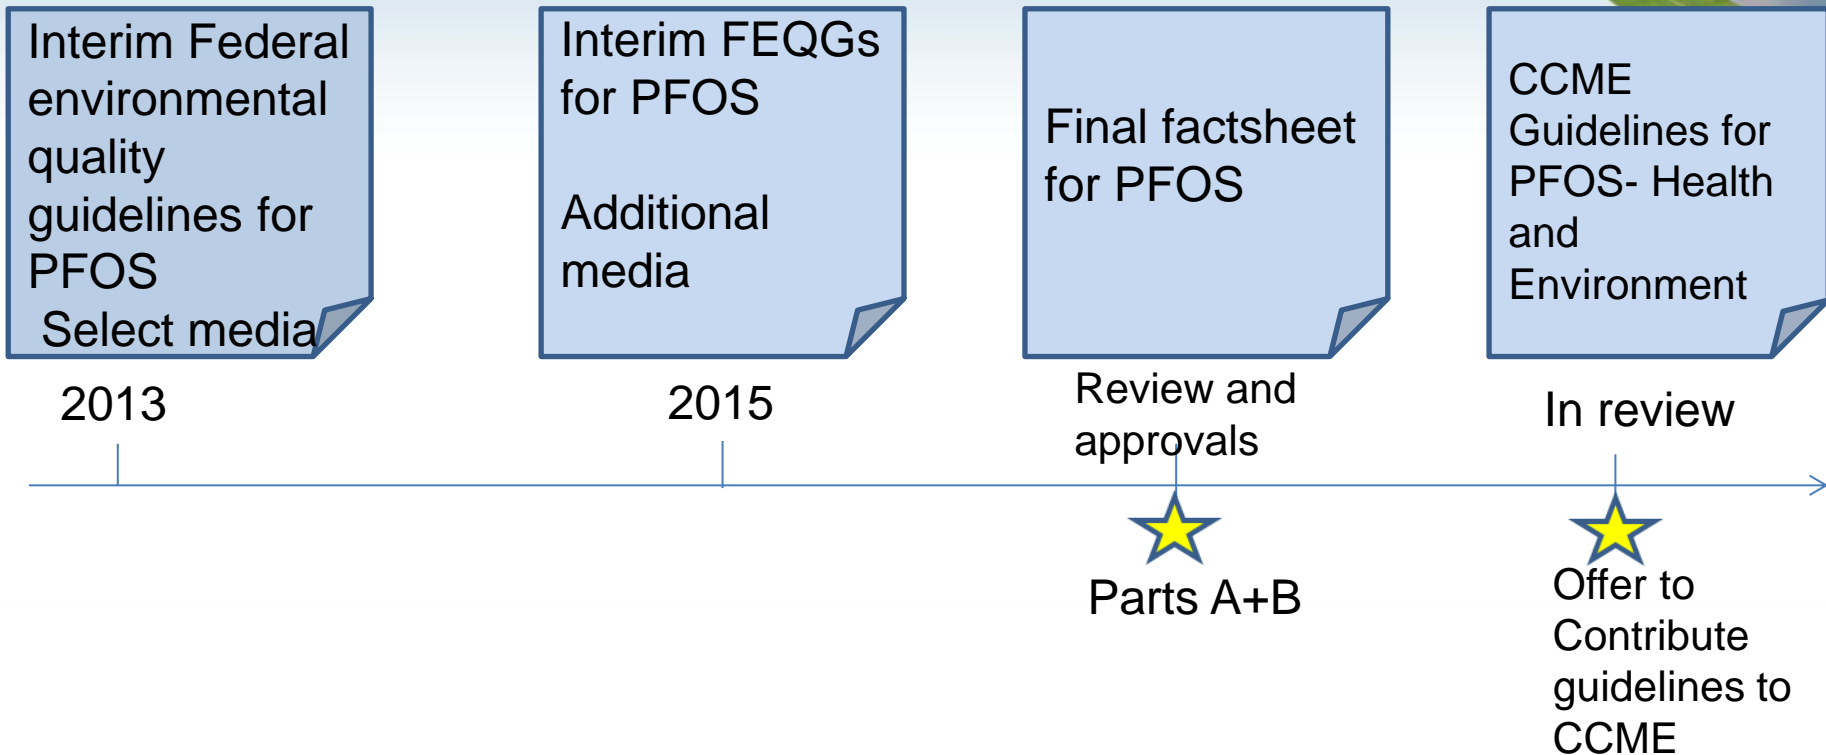 Interim Federal
environmental
quality
guidelines for
PFOS
Select media
Interim FEQGs
for PFOS
Additional
media
Final factsheet
for PFOS
CCME
Guidelines for
PFOS- Health
and
Environment
2013
2015
Review and
approvals
In review
Parts A+B
Offer to
Contribute
guidelines to
CCME